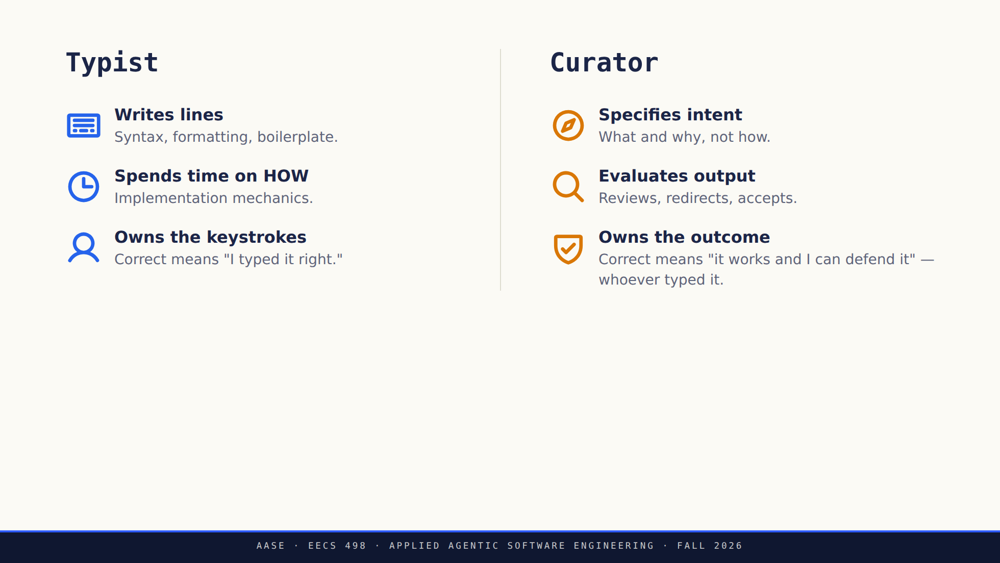 Typist
Writes lines
Syntax, formatting, boilerplate.
Spends time on HOW
Implementation mechanics.
Owns the keystrokes
Correct means "I typed it right."
Curator
Specifies intent
What and why, not how.
Evaluates output
Reviews, redirects, accepts.
Owns the outcome
Correct means "it works and I can defend it" —
whoever typed it.
AASE · EECS 498 · APPLIED AGENTIC SOFTWARE ENGINEERING · FALL 2026